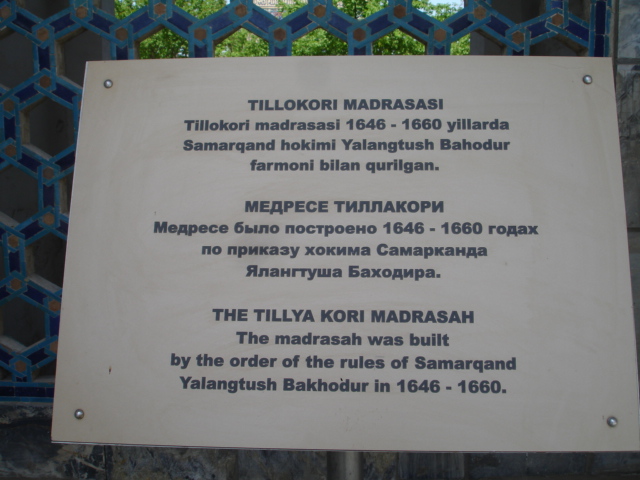 TILLOKORI MADRASASI
Tillokori madrasasi 1646 - 1660 yillarda
Samarqand hokimi Yalangtush Bahodur
farmoni bilan qurilgan.
МЕДРЕСЕ ТИЛЛАКОРИ
Медресе было построено 1646 - 1660 годах
по приказу хокима Самарканда
Ялангтуша Баходира.
THE TILLYA KORI MADRASAH
The madrasah was built
by the order of the rules of Samarqand
Yalangtush Bakhodur in 1646 - 1660.